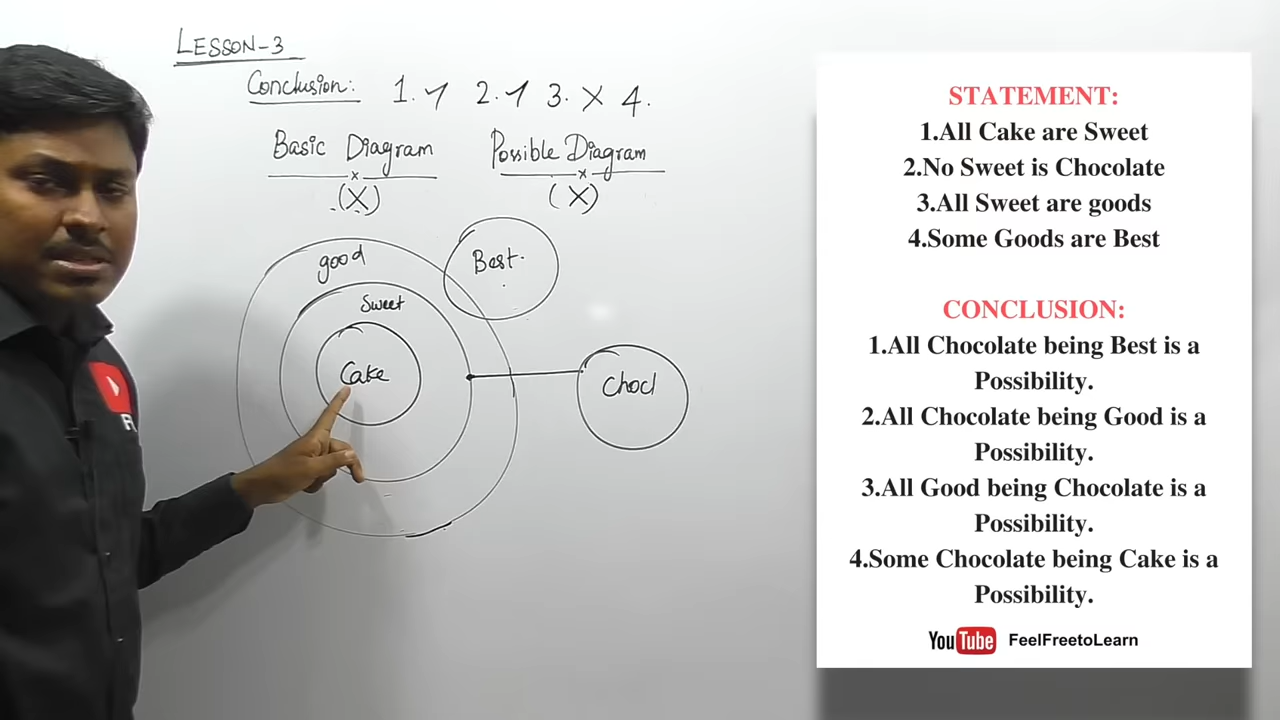 LESSON-3
Conclusion: 1. ✓ 2. ✓ 3. X 4.
Basic Diagram
Possible Diagram
(X)
(X)
good
Best.
Sweet
Cake
Chocl
STATEMENT:
1.All Cake are Sweet
2.No Sweet is Chocolate
3.All Sweet are goods
4.Some Goods are Best
CONCLUSION:
1.All Chocolate being Best is a
Possibility.
2.All Chocolate being Good is a
Possibility.
3.All Good being Chocolate is a
Possibility.
4.Some Chocolate being Cake is a
Possibility.
YouTube FeelFreetoLearn